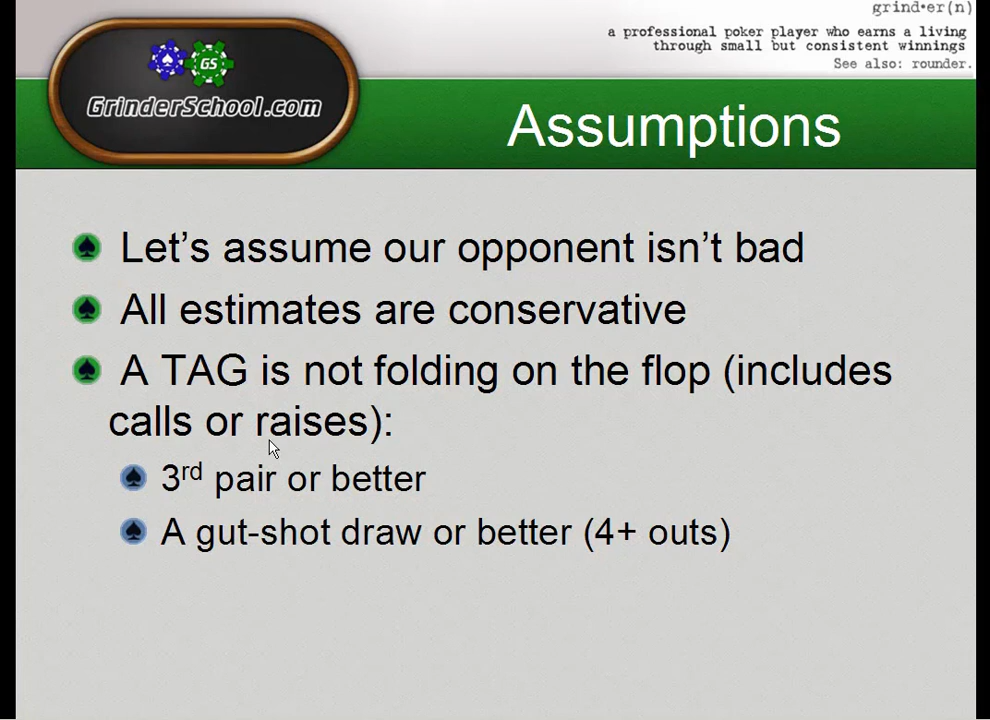 grind•er(n)
a professional poker player who earns a living
through small but consistent winnings
See also: rounder.
GS
GrinderSchool.com
Assumptions
Let's assume our opponent isn't bad
All estimates are conservative
A TAG is not folding on the flop (includes
calls or raises):
3rd pair or better
A gut-shot draw or better (4+ outs)